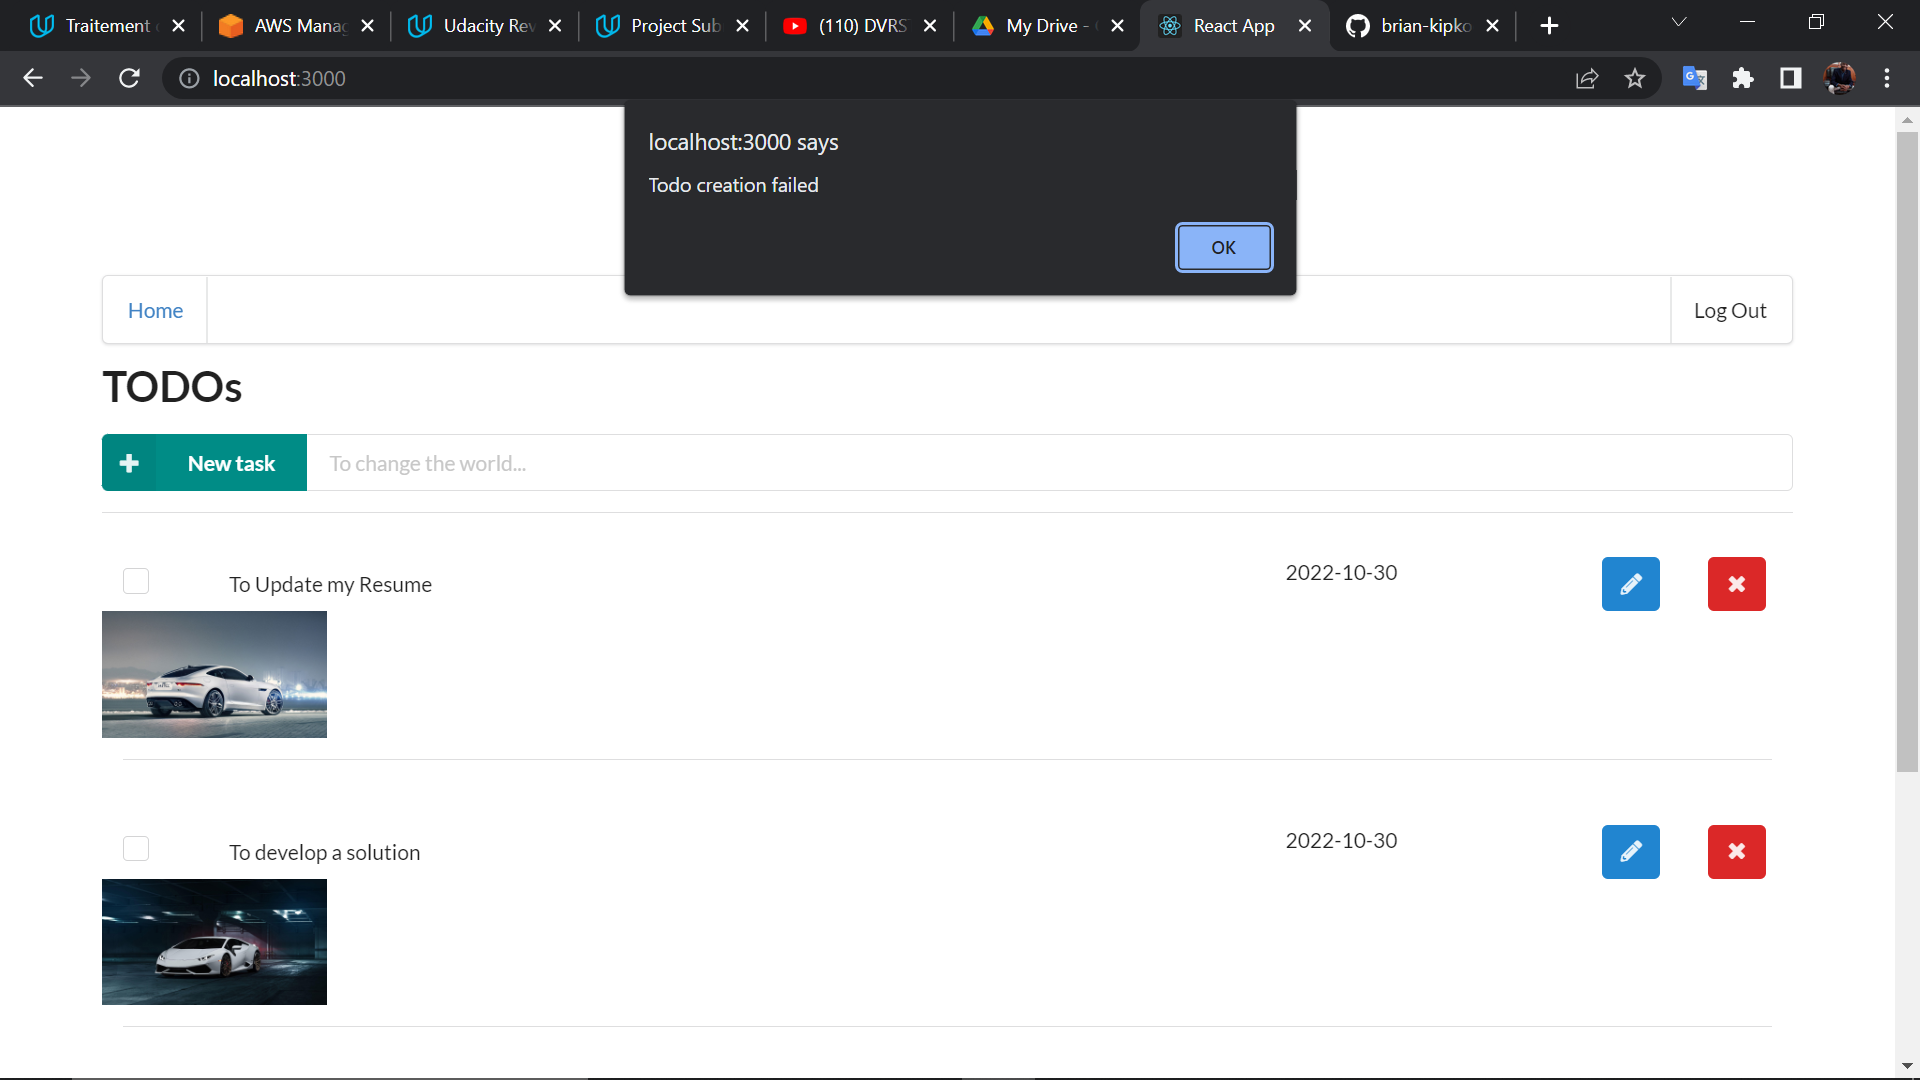 Traitement
AWS Manag
Udacity Rev
Project Sub
(110) DVRS
My Drive -
React App
brian-kipko
localhost:3000
localhost:3000 says
Todo creation failed
OK
Home
Log Out
TODOs
New task
To change the world...
To Update my Resume
2022-10-30
To develop a solution
2022-10-30